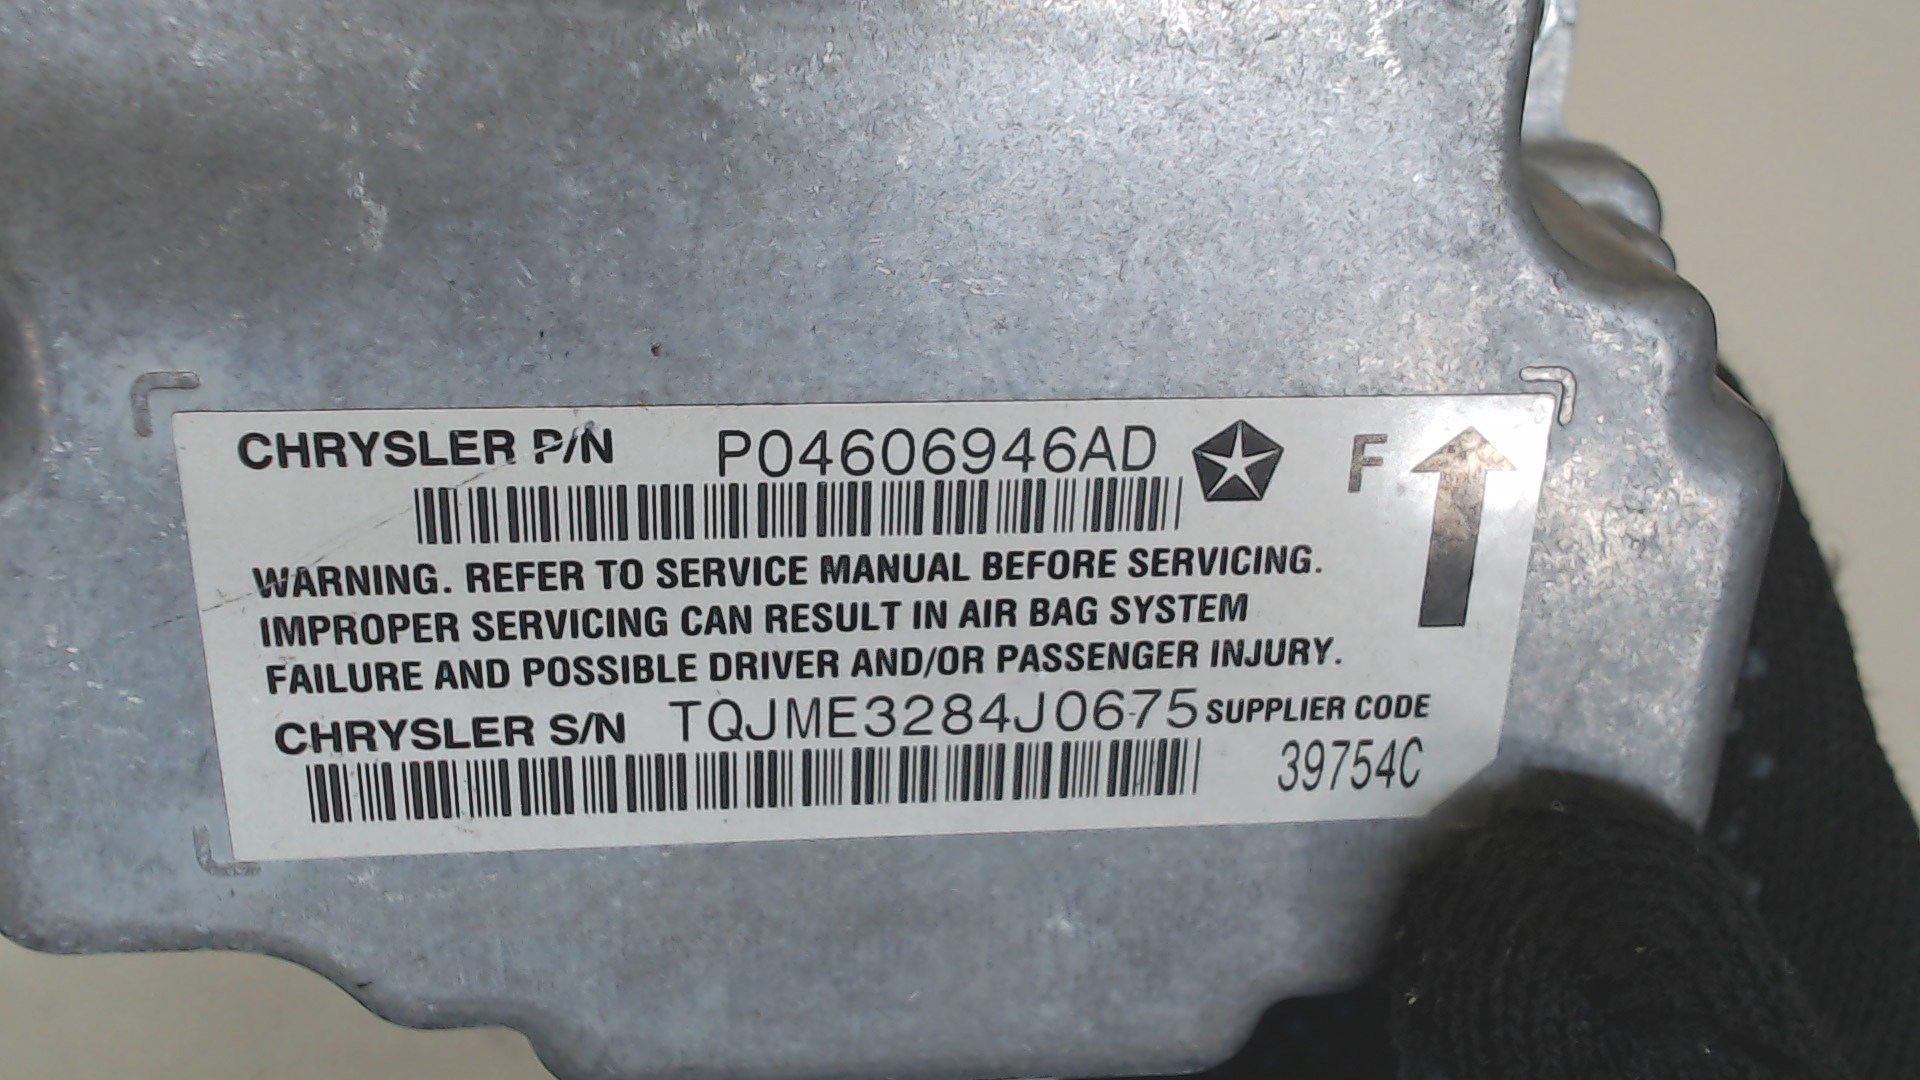 CHRYSLER P/N P04606946AD F
WARNING. REFER TO SERVICE MANUAL BEFORE SERVICING.
IMPROPER SERVICING CAN RESULT IN AIR BAG SYSTEM
FAILURE AND POSSIBLE DRIVER AND/OR PASSENGER INJURY.
CHRYSLER S/N TQJME3284J0675 SUPPLIER CODE
39754C